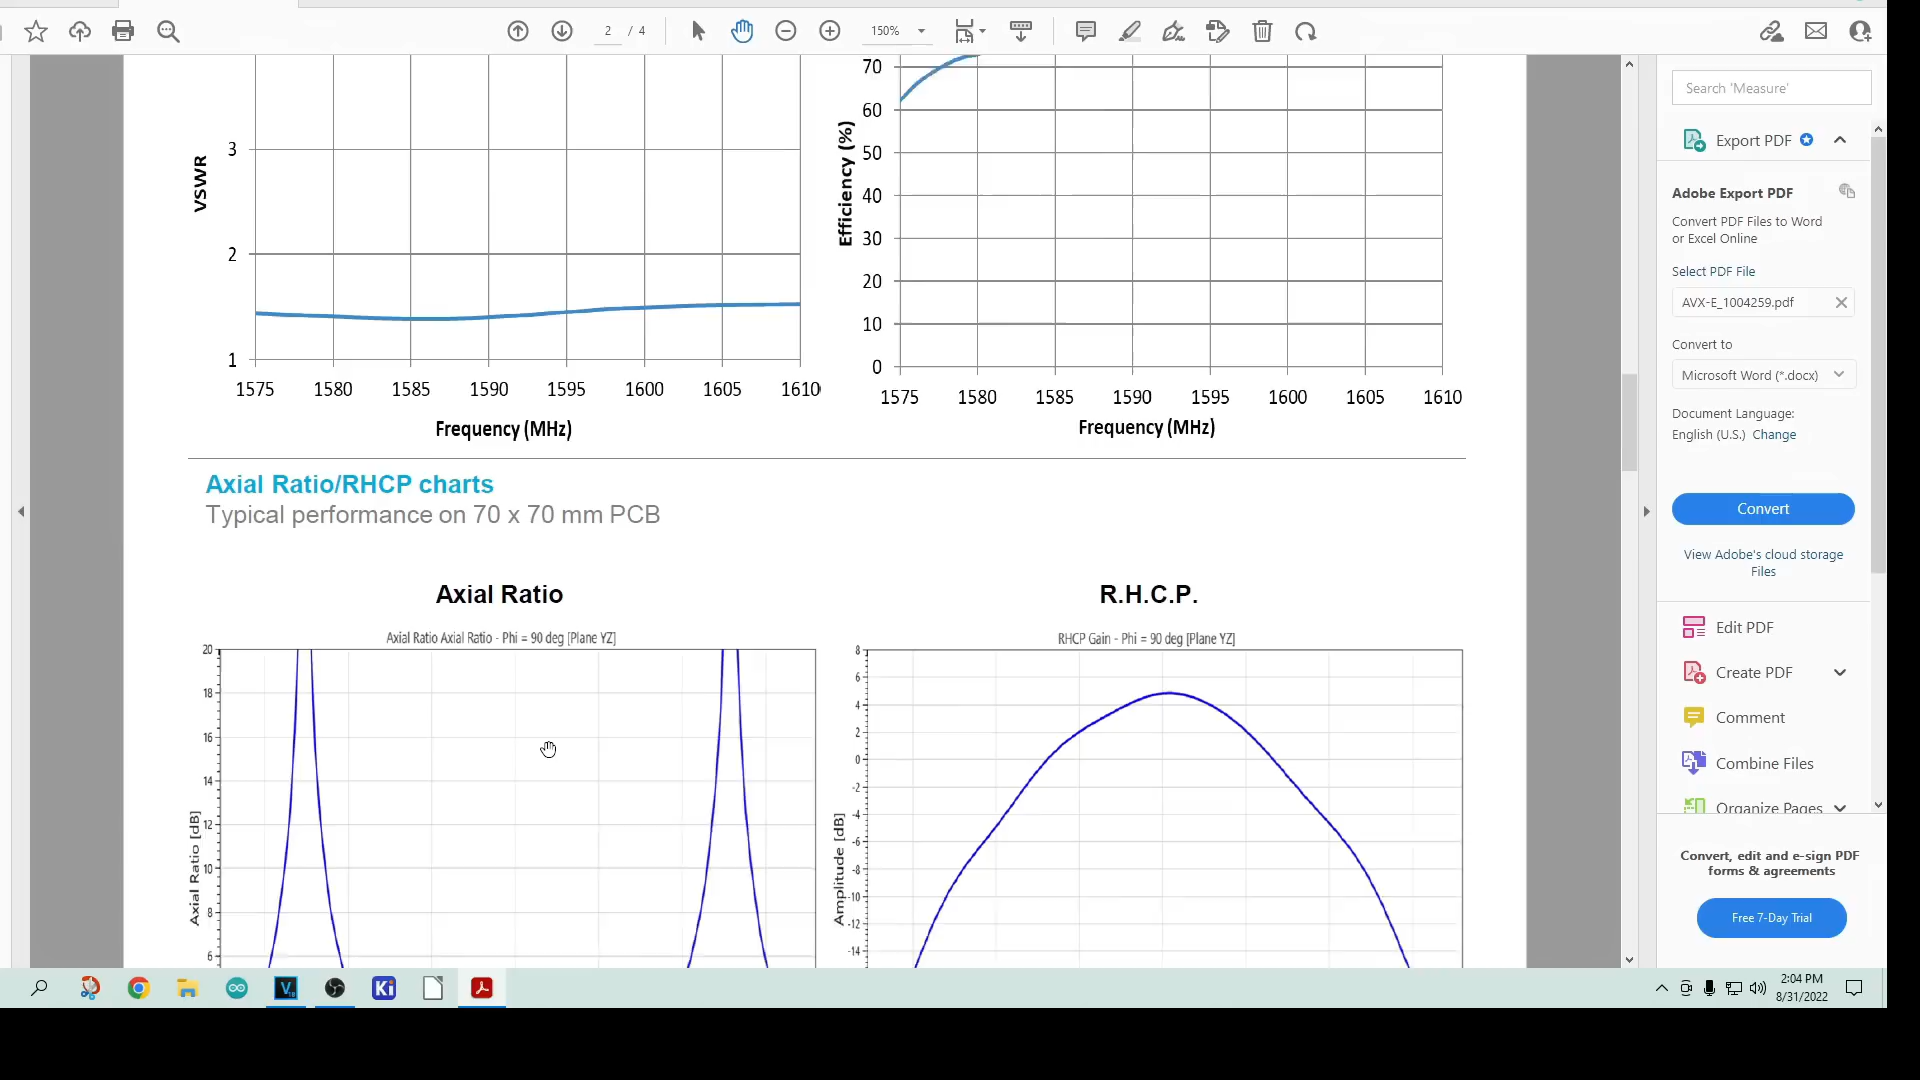 2 / 4
150%
VSWR
3
2
1
1575 1580 1585 1590 1595 1600 1605 1610
Frequency (MHz)
Efficiency (%)
70
60
50
40
30
20
10
0
1575 1580 1585 1590 1595 1600 1605 1610
Frequency (MHz)
Axial Ratio/RHCP charts
Typical performance on 70 x 70 mm PCB
Axial Ratio
Axial Ratio Axial Ratio - Phi = 90 deg [Plane YZ]
Axial Ratio [dB]
20
18
16
14
12
10
8
6
R.H.C.P.
RHCP Gain - Phi = 90 deg [Plane YZ]
Amplitude [dB]
8
6
4
2
0
-2
-4
-6
-8
-10
-12
-14
Search 'Measure'
Export PDF
Adobe Export PDF
Convert PDF Files to Word
or Excel Online
Select PDF File
AVX-E_1004259.pdf
Convert to
Microsoft Word (*.docx)
Document Language:
English (U.S.) Change
Convert
View Adobe's cloud storage
Files
Edit PDF
Create PDF
Comment
Combine Files
Organize Pages
Convert, edit and e-sign PDF
forms & agreements
Free 7-Day Trial
Ki
2:04 PM
8/31/2022